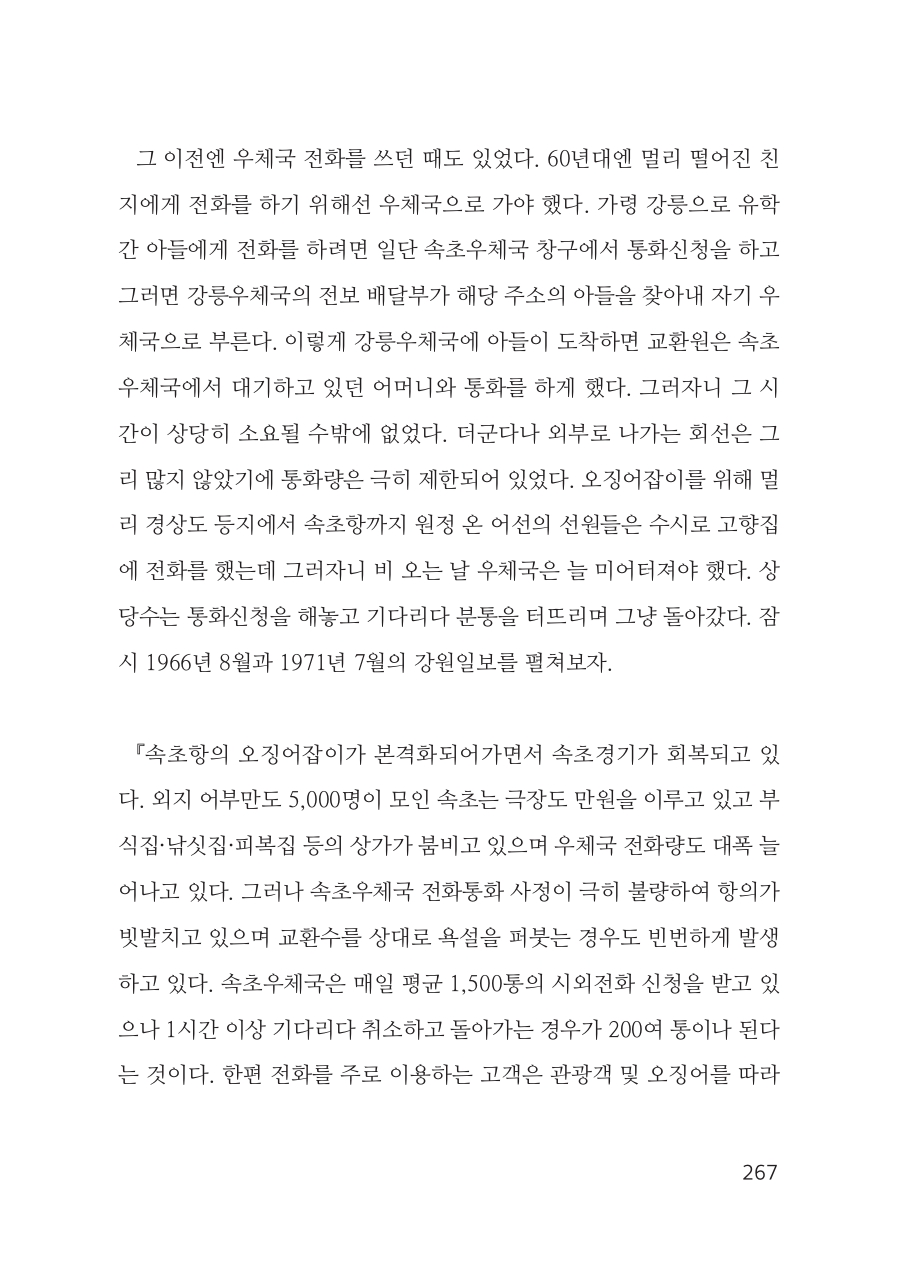 그 이전엔 우체국 전화를 쓰던 때도 있었다. 60년대엔 멀리 떨어진 친
지에게 전화를 하기 위해선 우체국으로 가야 했다. 가령 강릉으로 유학
간 아들에게 전화를 하려면 일단 속초우체국 창구에서 통화신청을 하고
그러면 강릉우체국의 전보 배달부가 해당 주소의 아들을 찾아내 자기 우
체국으로 부른다. 이렇게 강릉우체국에 아들이 도착하면 교환원은 속초
우체국에서 대기하고 있던 어머니와 통화를 하게 했다. 그러자니 그 시
간이 상당히 소요될 수밖에 없었다. 더군다나 외부로 나가는 회선은 그
리 많지 않았기에 통화량은 극히 제한되어 있었다. 오징어잡이를 위해 멀
리 경상도 등지에서 속초항까지 원정 온 어선의 선원들은 수시로 고향집
에 전화를 했는데 그러자니 비 오는 날 우체국은 늘 미어터져야 했다. 상
당수는 통화신청을 해놓고 기다리다 분통을 터뜨리며 그냥 돌아갔다. 잠
시 1966년 8월과 1971년 7월의 강원일보를 펼쳐보자.
『속초항의 오징어잡이가 본격화되어가면서 속초경기가 회복되고 있
다. 외지 어부만도 5,000명이 모인 속초는 극장도 만원을 이루고 있고 부
식집·낚싯집·피복집 등의 상가가 붐비고 있으며 우체국 전화량도 대폭 늘
어나고 있다. 그러나 속초우체국 전화통화 사정이 극히 불량하여 항의가
빗발치고 있으며 교환수를 상대로 욕설을 퍼붓는 경우도 빈번하게 발생
하고 있다. 속초우체국은 매일 평균 1,500통의 시외전화 신청을 받고 있
으나 1시간 이상 기다리다 취소하고 돌아가는 경우가 200여 통이나 된다
는 것이다. 한편 전화를 주로 이용하는 고객은 관광객 및 오징어를 따라
267